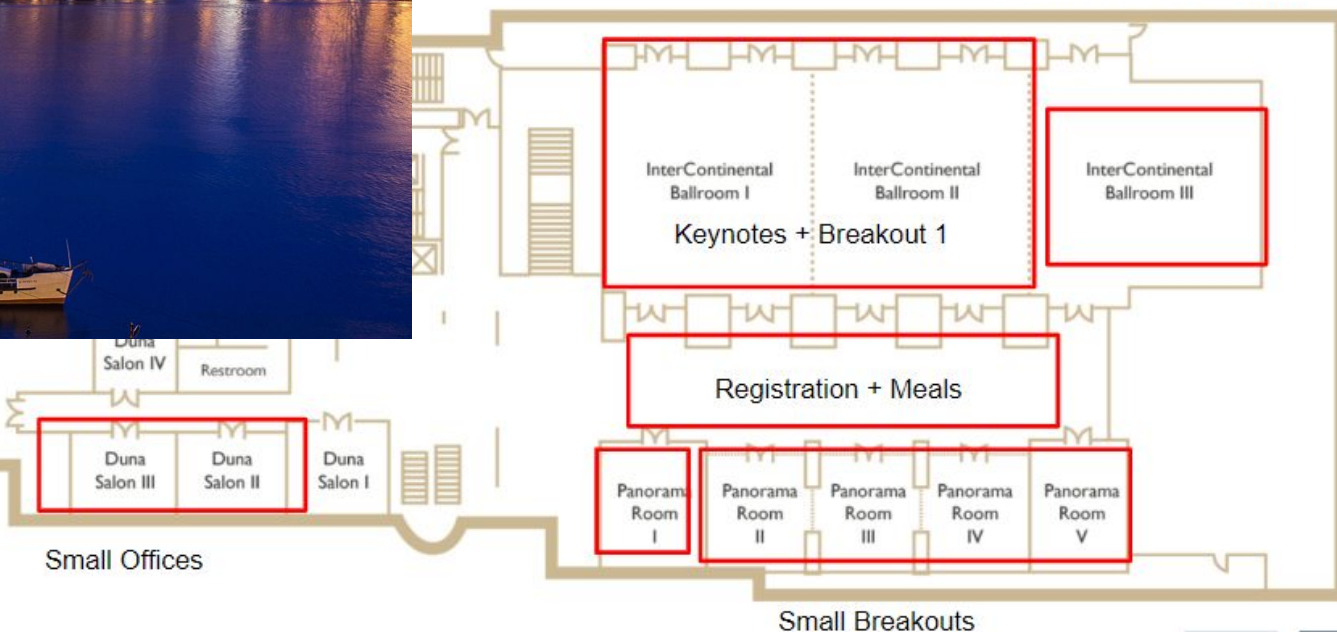 InterContinental
Ballroom I
InterContinental
Ballroom II
InterContinental
Ballroom III
Keynotes + Breakout 1
Duna
Salon IV
Restroom
Registration + Meals
Duna
Salon III
Duna
Salon II
Duna
Salon I
Panorama
Room
I
Panorama
Room
II
Panorama
Room
III
Panorama
Room
IV
Panorama
Room
V
Small Offices
Small Breakouts